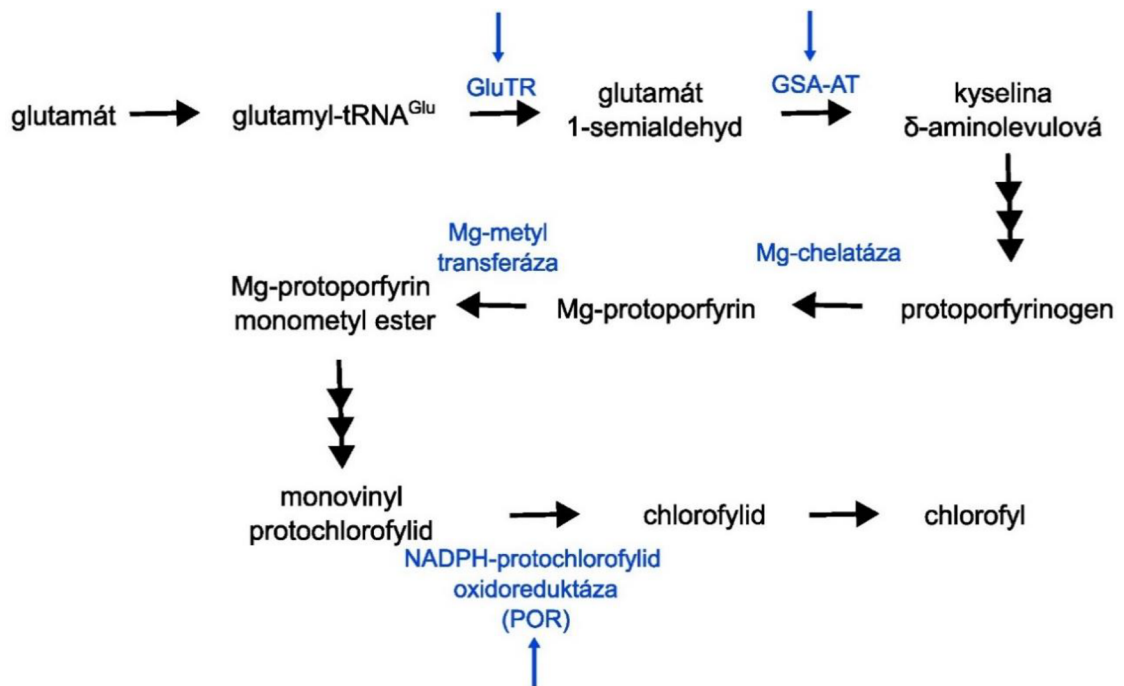 GluTR
GSA-AT
glutamát
glutamyl-tRNAGlu
glutamát
1-semialdehyd
kyselina
δ-aminolevulová
Mg-metyl
transferáza
Mg-chelatáza
Mg-protoporfyrin
monometyl ester
Mg-protoporfyrin
protoporfyrinogen
monovinyl
protochlorofylid
chlorofylid
chlorofyl
NADPH-protochlorofylid
oxidoreduktáza
(POR)